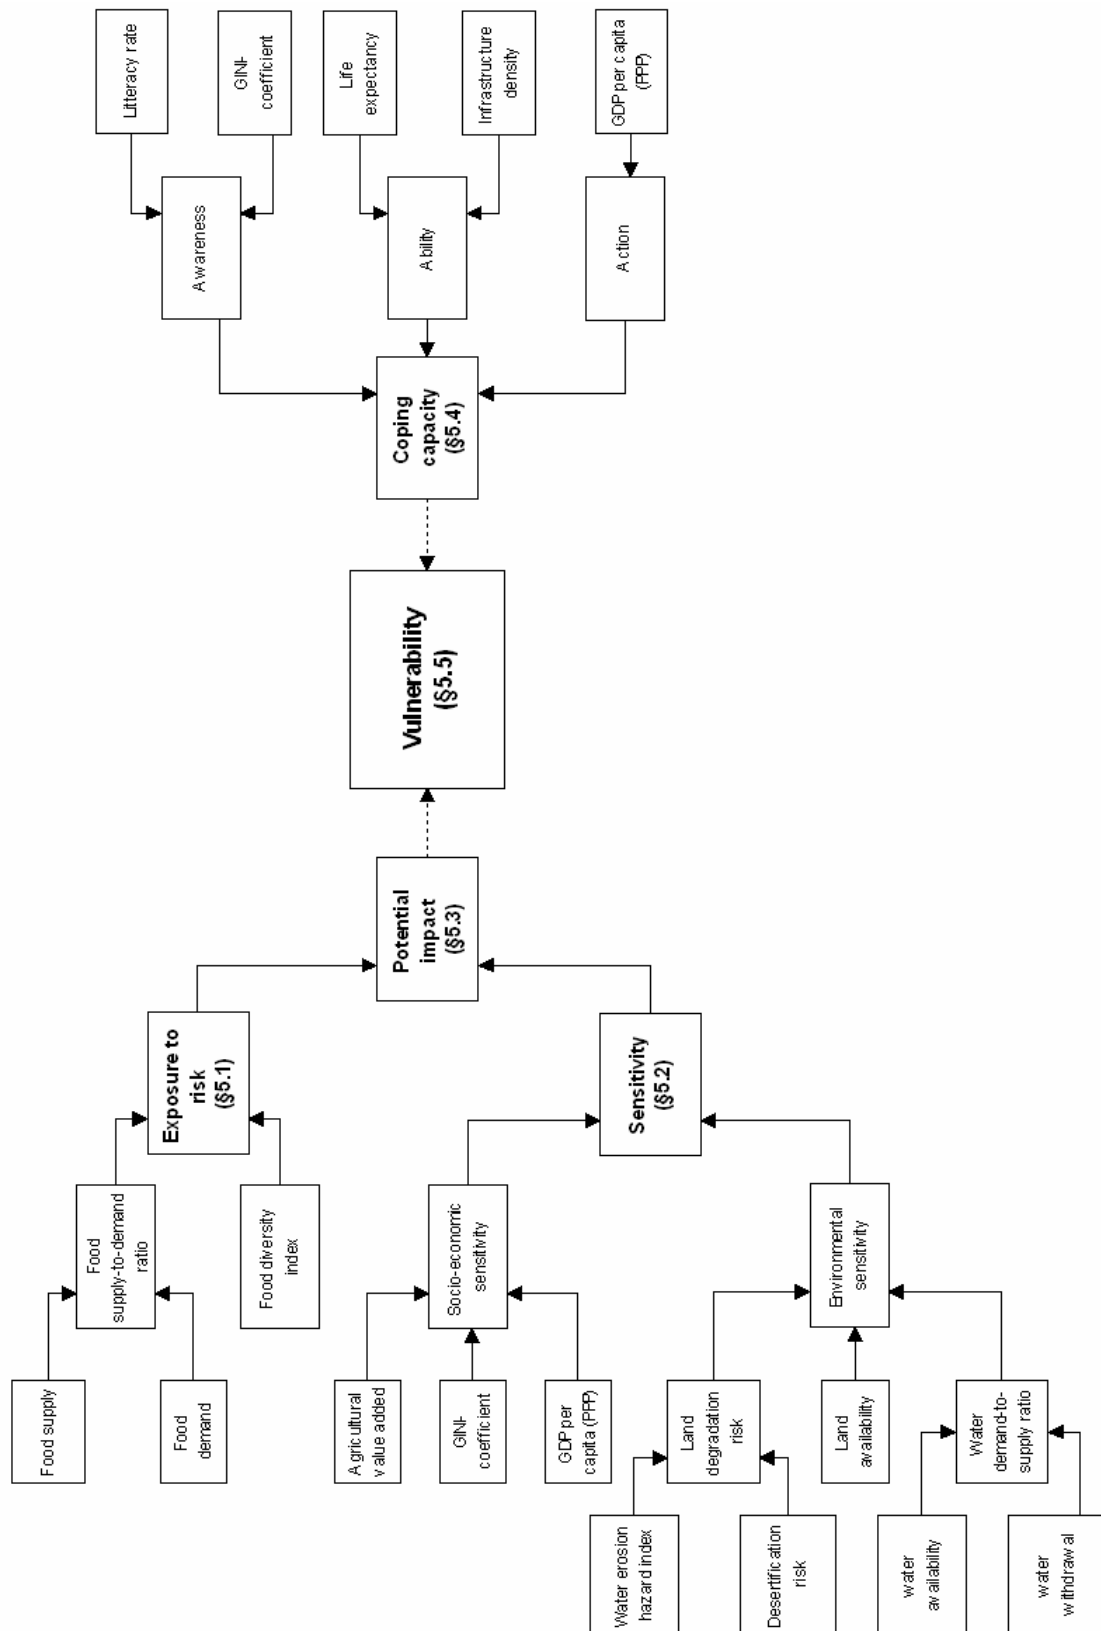 Litteracy rate
GINI-
coefficient
Life
expectancy
Infrastructure
density
GDP per capita
(PPP)
Awareness
Ability
Action
Coping
capacity
(§5.4)
Vulnerability
(§5.5)
Potential
impact
(§5.3)
Exposure to
risk
(§5.1)
Sensitivity
(§5.2)
Food
supply-to-demand
ratio
Food diversity
index
Socio-economic
sensitivity
Environmental
sensitivity
Food supply
Food
demand
Agricultural
value added
GINI-
coefficient
GDP per
capita (PPP)
Land
degradation
risk
Land
availability
Water
demand-to-
supply ratio
Water erosion
hazard index
Desertification
risk
water
availability
water
withdrawal